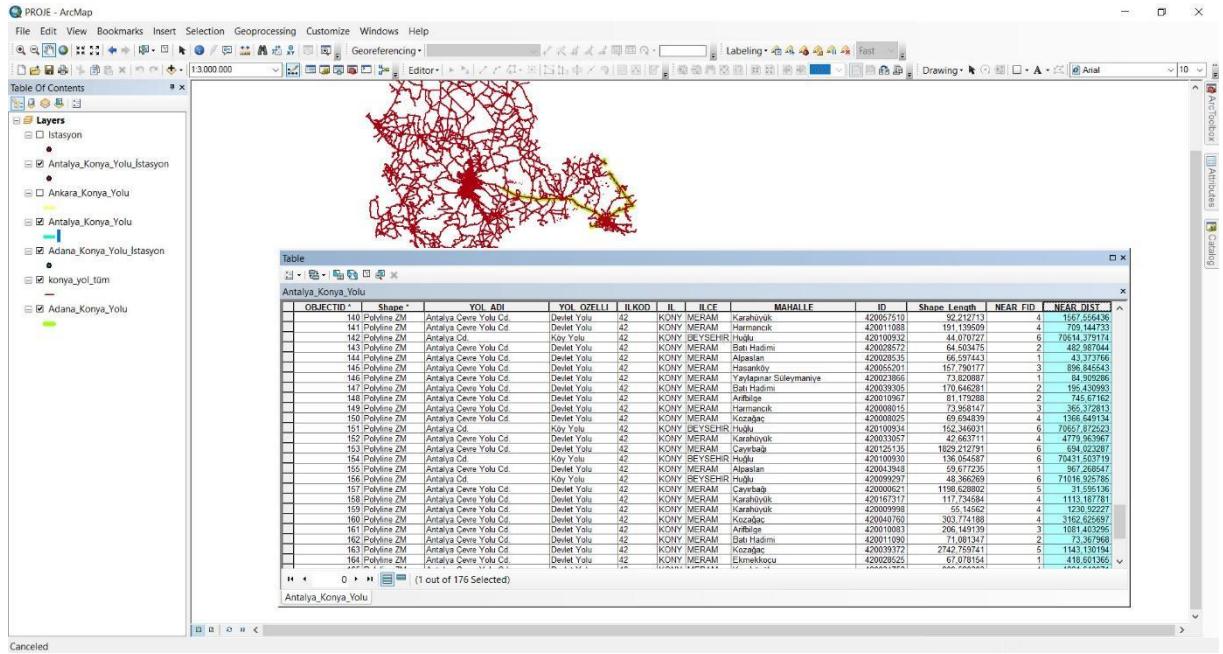 PROJE - ArcMap
File Edit View Bookmarks Insert Selection Geoprocessing Customize Windows Help
Georeferencing Labeling Fast
1:3.000.000 Editor Drawing A Arial 10
Table Of Contents
Layers
Istasyon
Antalya_Konya_Yolu_İstasyon
Ankara_Konya_Yolu
Antalya_Konya_Yolu
Adana_Konya_Yolu_İstasyon
konya_yol_tüm
Adana_Konya_Yolu
ArcToolbox
Attributes
Catalog
Table
Antalya_Konya_Yolu
OBJECTID * Shape * YOL_ADI YOL_OZELLI ILKOD IL ILCE MAHALLE ID Shape_Length NEAR_FID NEAR_DIST
140 Polyline ZM Antalya Çevre Yolu Cd. Devlet Yolu 42 KONY MERAM Karahüyük 420057510 92,212713 4 1567,556436
141 Polyline ZM Antalya Çevre Yolu Cd. Devlet Yolu 42 KONY MERAM Harmancık 420011088 191,139509 4 709,144733
142 Polyline ZM Antalya Cd. Köy Yolu 42 KONY BEYSEHIR Huğlu 420100932 44,070727 6 70614,379174
143 Polyline ZM Antalya Çevre Yolu Cd. Devlet Yolu 42 KONY MERAM Batı Hadimi 420028572 64,503475 2 482,987044
144 Polyline ZM Antalya Çevre Yolu Cd. Devlet Yolu 42 KONY MERAM Alpaslan 420028535 66,597443 1 43,373766
145 Polyline ZM Antalya Çevre Yolu Cd. Devlet Yolu 42 KONY MERAM Hasanköy 420055201 157,790177 3 896,845543
146 Polyline ZM Antalya Çevre Yolu Cd. Devlet Yolu 42 KONY MERAM Yaylapınar Süleymaniye 420023866 73,820887 1 84,909286
147 Polyline ZM Antalya Çevre Yolu Cd. Devlet Yolu 42 KONY MERAM Batı Hadimi 420039305 170,646281 2 195,430993
148 Polyline ZM Antalya Çevre Yolu Cd. Devlet Yolu 42 KONY MERAM Arifbilge 420010967 81,179288 2 745,67162
149 Polyline ZM Antalya Çevre Yolu Cd. Devlet Yolu 42 KONY MERAM Harmancık 420008015 73,958147 3 365,372813
150 Polyline ZM Antalya Çevre Yolu Cd. Devlet Yolu 42 KONY MERAM Kozağaç 420008025 69,694839 4 1366,649134
151 Polyline ZM Antalya Cd. Köy Yolu 42 KONY BEYSEHIR Huğlu 420100934 152,346031 6 70657,872523
152 Polyline ZM Antalya Çevre Yolu Cd. Devlet Yolu 42 KONY MERAM Karahüyük 420033057 42,663711 4 4779,963967
153 Polyline ZM Antalya Çevre Yolu Cd. Devlet Yolu 42 KONY MERAM Çayırbağı 420125135 1829,212791 6 694,023287
154 Polyline ZM Antalya Cd. Köy Yolu 42 KONY BEYSEHIR Huğlu 420100930 136,054587 6 70431,503719
155 Polyline ZM Antalya Çevre Yolu Cd. Devlet Yolu 42 KONY MERAM Alpaslan 420043948 59,677235 1 967,268547
156 Polyline ZM Antalya Cd. Köy Yolu 42 KONY BEYSEHIR Huğlu 420099297 48,366269 6 71016,925785
157 Polyline ZM Antalya Çevre Yolu Cd. Devlet Yolu 42 KONY MERAM Çayırbağı 420000621 1198,628802 5 31,595136
158 Polyline ZM Antalya Çevre Yolu Cd. Devlet Yolu 42 KONY MERAM Karahüyük 420167317 117,734584 4 1113,187781
159 Polyline ZM Antalya Çevre Yolu Cd. Devlet Yolu 42 KONY MERAM Karahüyük 420009998 55,14562 4 1230,92227
160 Polyline ZM Antalya Çevre Yolu Cd. Devlet Yolu 42 KONY MERAM Kozağaç 420040760 303,774188 4 3162,625697
161 Polyline ZM Antalya Çevre Yolu Cd. Devlet Yolu 42 KONY MERAM Arifbilge 420010083 206,149139 3 1081,403295
162 Polyline ZM Antalya Çevre Yolu Cd. Devlet Yolu 42 KONY MERAM Batı Hadimi 420011090 71,081347 2 73,367968
163 Polyline ZM Antalya Çevre Yolu Cd. Devlet Yolu 42 KONY MERAM Kozağaç 420039372 2742,759741 5 1143,130194
164 Polyline ZM Antalya Çevre Yolu Cd. Devlet Yolu 42 KONY MERAM Ekmekkoçu 420028525 67,078154 1 418,601365
0 (1 out of 176 Selected)
Antalya_Konya_Yolu
Canceled